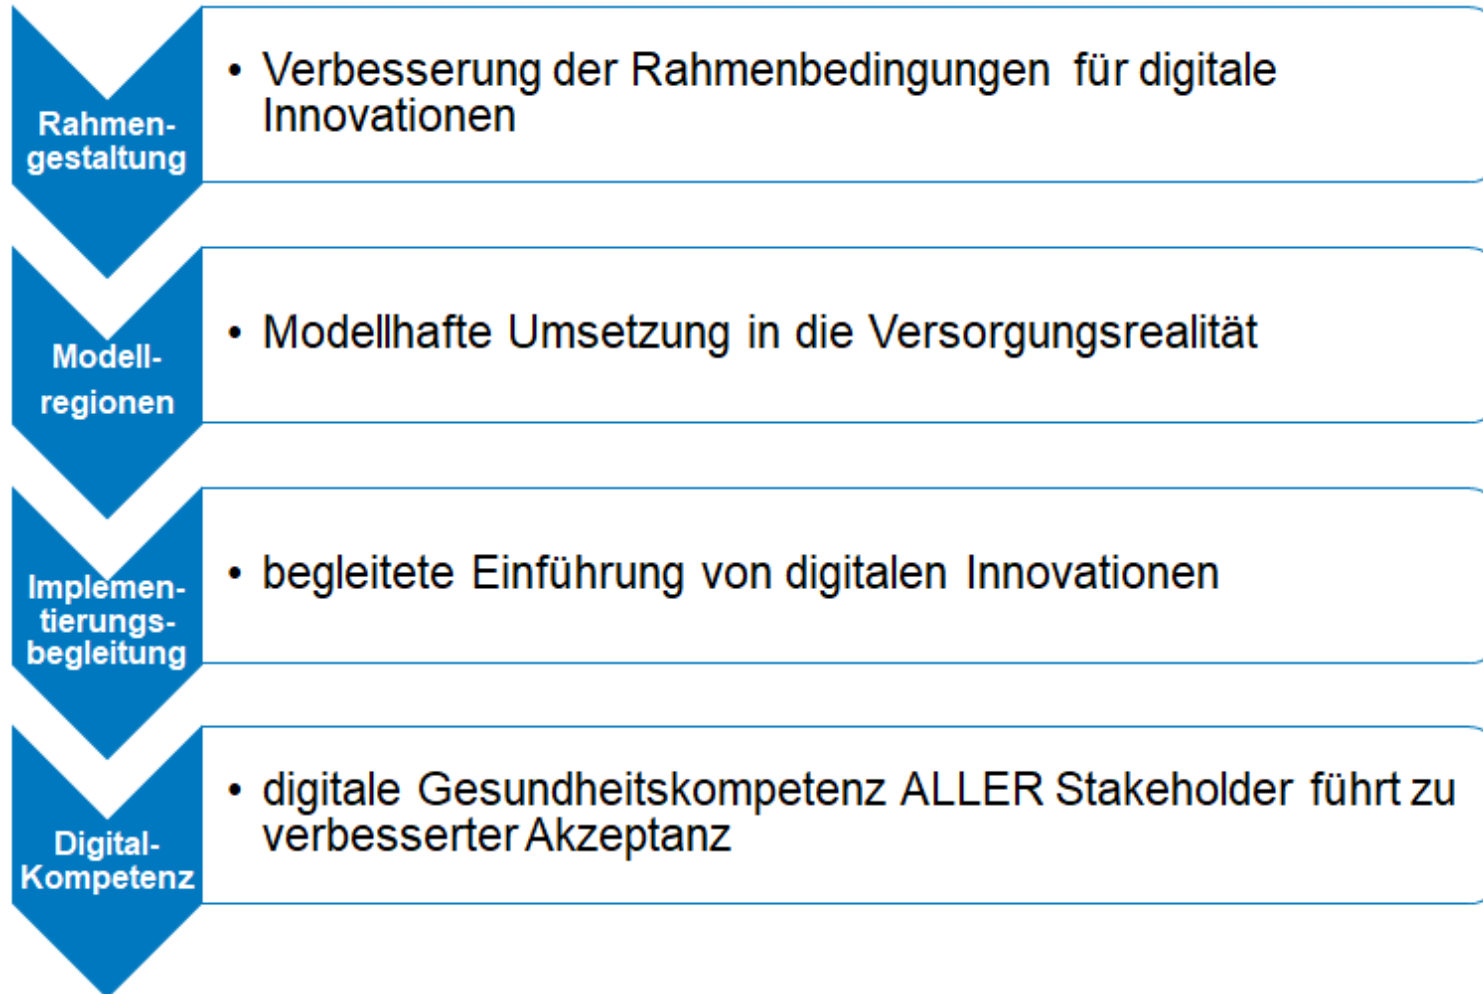 Rahmen-
gestaltung
• Verbesserung der Rahmenbedingungen für digitale
Innovationen
Modell-
regionen
• Modellhafte Umsetzung in die Versorgungsrealität
Implemen-
tierungs-
begleitung
• begleitete Einführung von digitalen Innovationen
Digital-
Kompetenz
• digitale Gesundheitskompetenz ALLER Stakeholder führt zu
verbesserter Akzeptanz